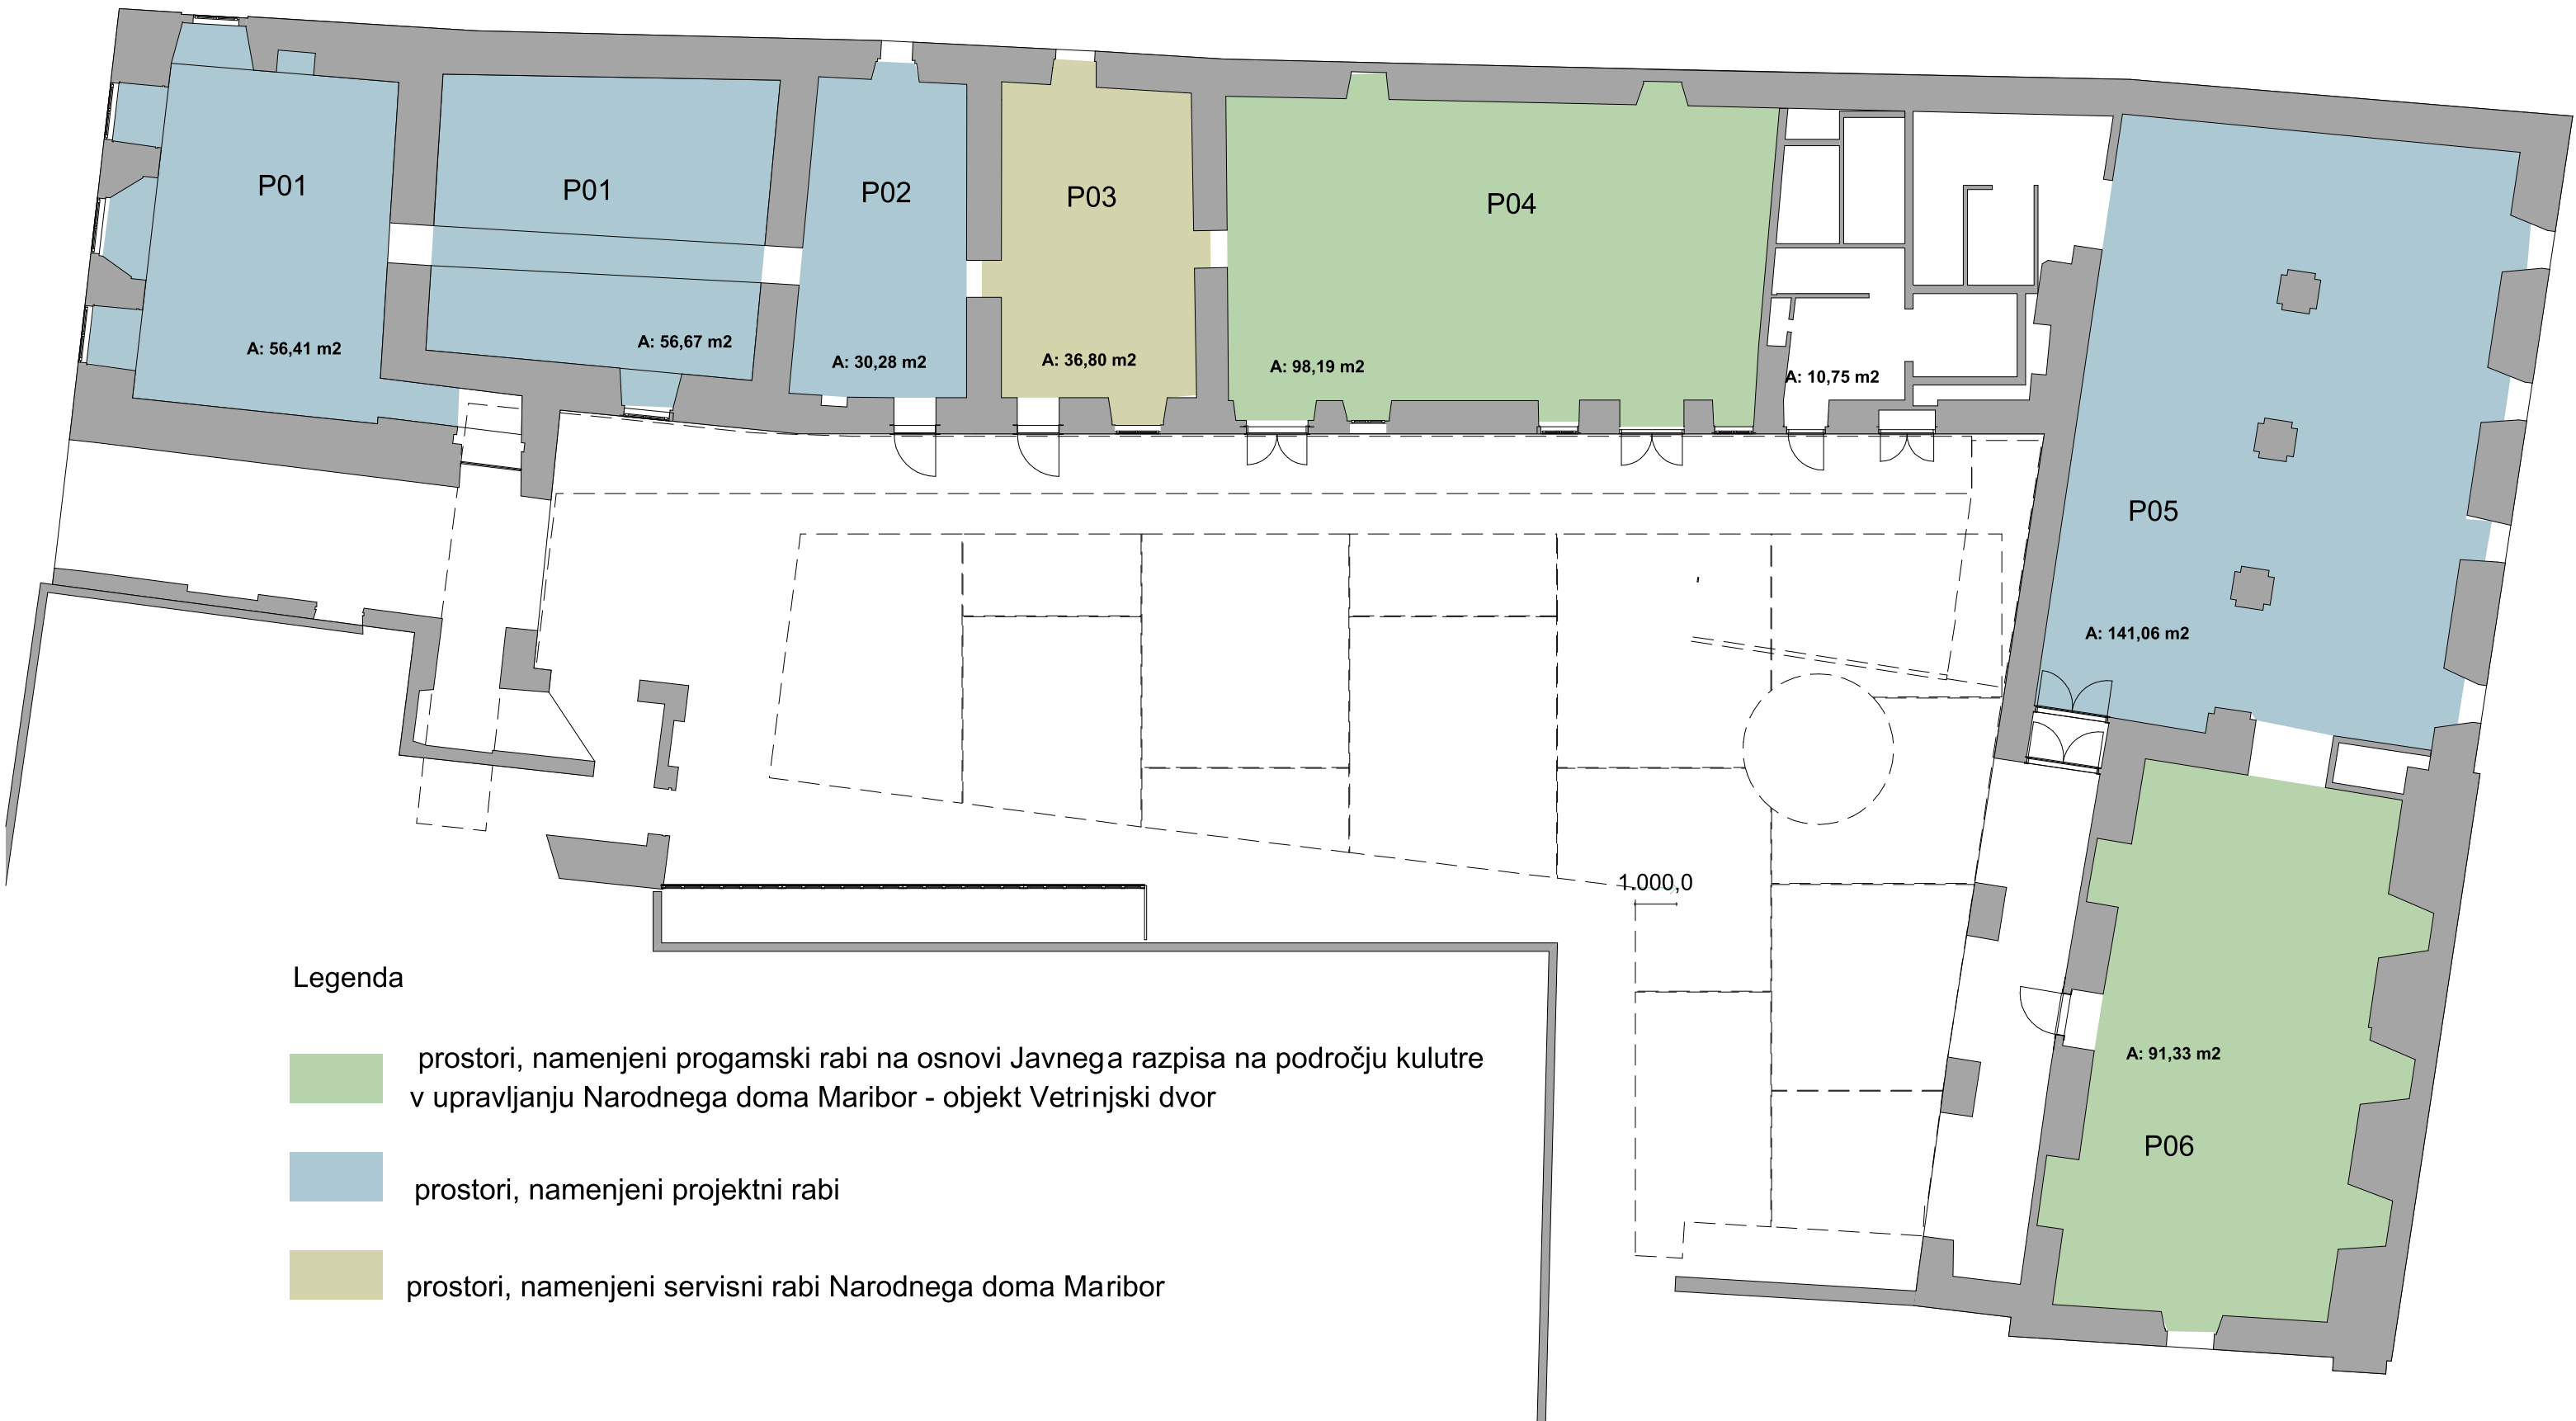 P01
P01
P02
P03
P04
A: 56,41 m2
A: 56,67 m2
A: 30,28 m2
A: 36,80 m2
A: 98,19 m2
A: 10,75 m2
P05
A: 141,06 m2
1.000,0
Legenda
prostori, namenjeni progamski rabi na osnovi Javnega razpisa na področju kulutre
v upravljanju Narodnega doma Maribor - objekt Vetrinjski dvor
prostori, namenjeni projektni rabi
prostori, namenjeni servisni rabi Narodnega doma Maribor
A: 91,33 m2
P06